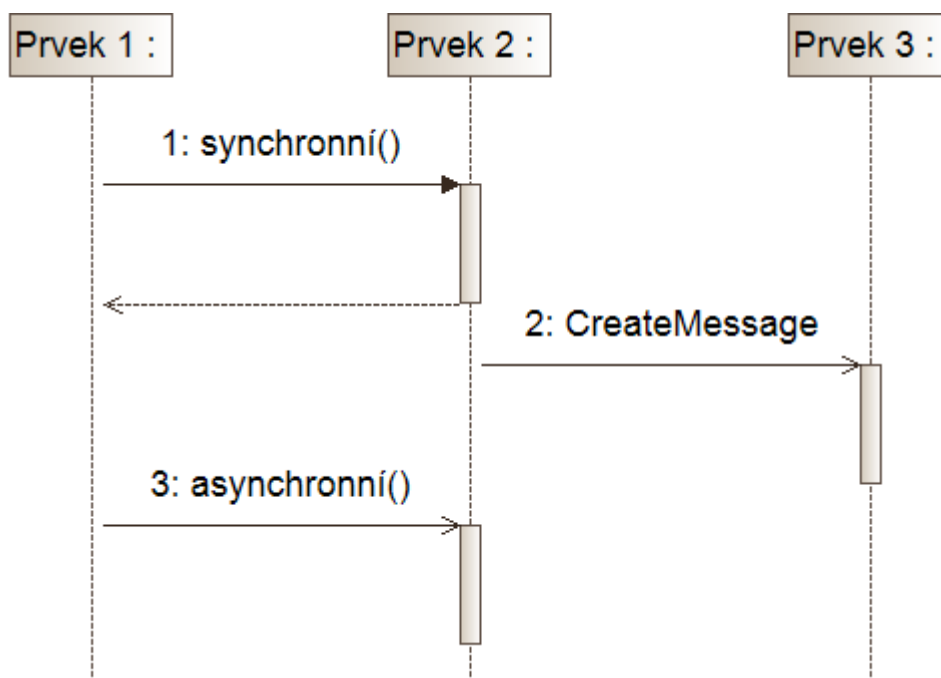 Prvek 1 :
Prvek 2 :
Prvek 3 :
1: synchronní()
2: CreateMessage
3: asynchronní()